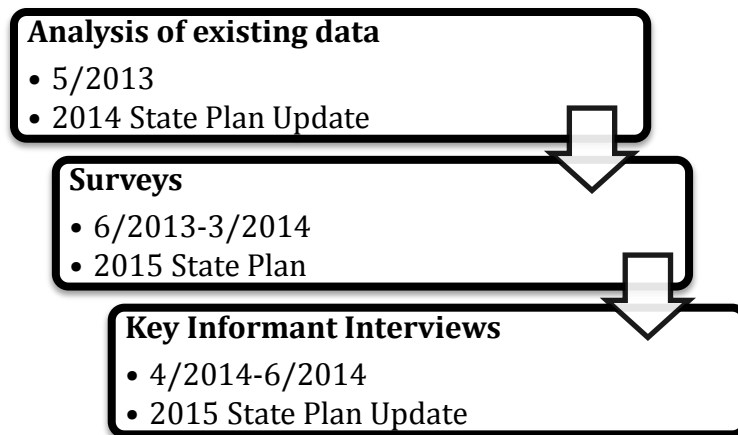 Analysis of existing data
• 5/2013
• 2014 State Plan Update
Surveys
• 6/2013-3/2014
• 2015 State Plan
Key Informant Interviews
• 4/2014-6/2014
• 2015 State Plan Update